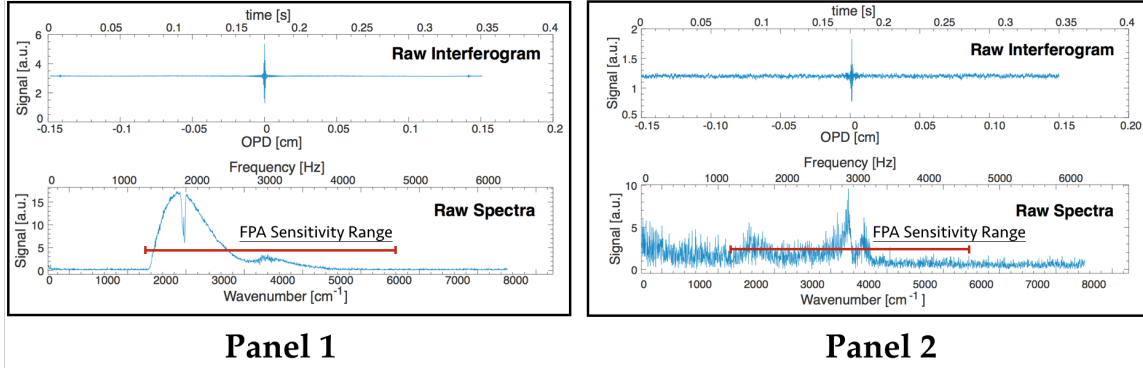 time [s]
0 0.05 0.1 0.15 0.2 0.25 0.3 0.35 0.4
Signal [a.u.]
6
4
2
0
Raw Interferogram
-0.15 -0.1 -0.05 0 0.05 0.1 0.15 0.2
OPD [cm]
Frequency [Hz]
0 1000 2000 3000 4000 5000 6000
Signal [a.u.]
15
10
5
0
Raw Spectra
FPA Sensitivity Range
0 1000 2000 3000 4000 5000 6000 7000 8000
Wavenumber [cm-1]
Panel 1
time [s]
0 0.05 0.1 0.15 0.2 0.25 0.3 0.35 0.4
Signal [a.u.]
2
1.5
1
0.5
Raw Interferogram
-0.15 -0.10 -0.05 0 0.05 0.10 0.15 0.20
OPD [cm]
Frequency [Hz]
0 1000 2000 3000 4000 5000 6000
Signal [a.u.]
10
5
0
Raw Spectra
FPA Sensitivity Range
0 1000 2000 3000 4000 5000 6000 7000 8000
Wavenumber [cm-1]
Panel 2